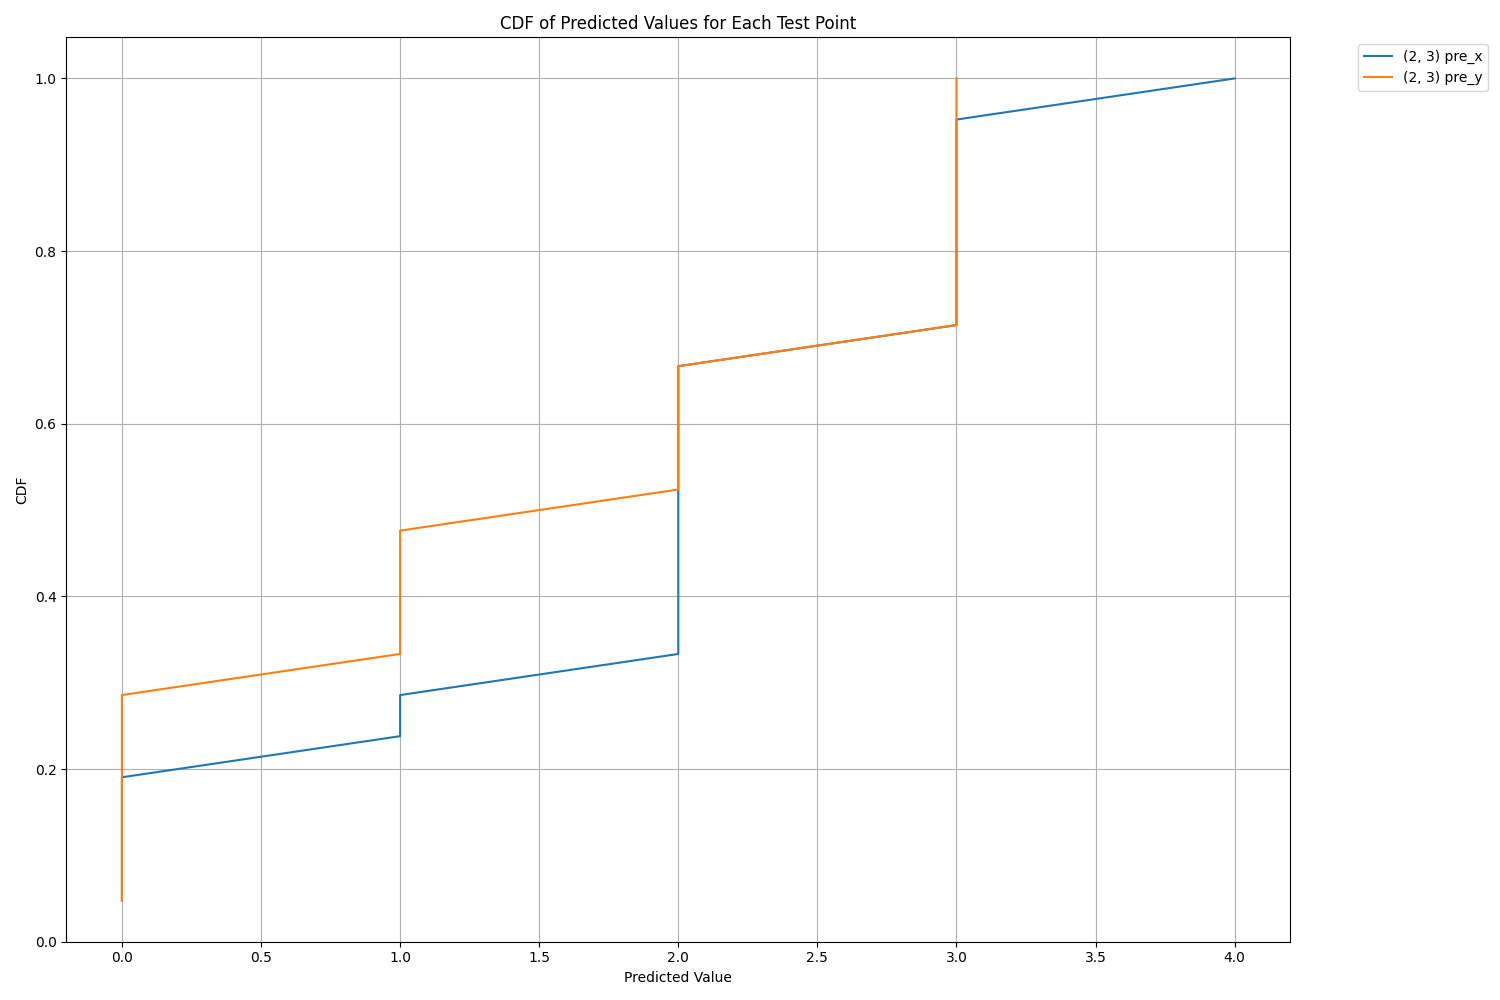 CDF of Predicted Values for Each Test Point
(2, 3) pre_x
(2, 3) pre_y
1.0
0.8
0.6
0.4
0.2
0.0
CDF
0.0 0.5 1.0 1.5 2.0 2.5 3.0 3.5 4.0
Predicted Value